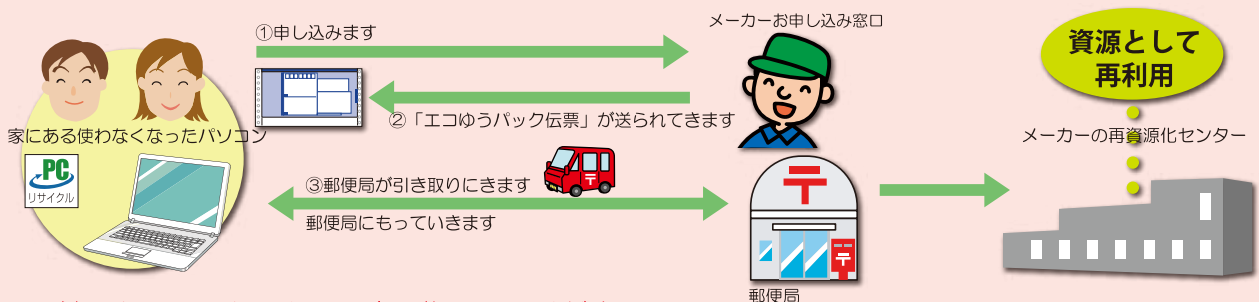 ①申し込みます
メーカーお申し込み窓口
資源として
再利用
②「エコゆうパック伝票」が送られてきます
家にある使わなくなったパソコン
メーカーの再資源化センター
PC
リサイクル
③郵便局が引き取りにきます
郵便局にもっていきます
郵便局